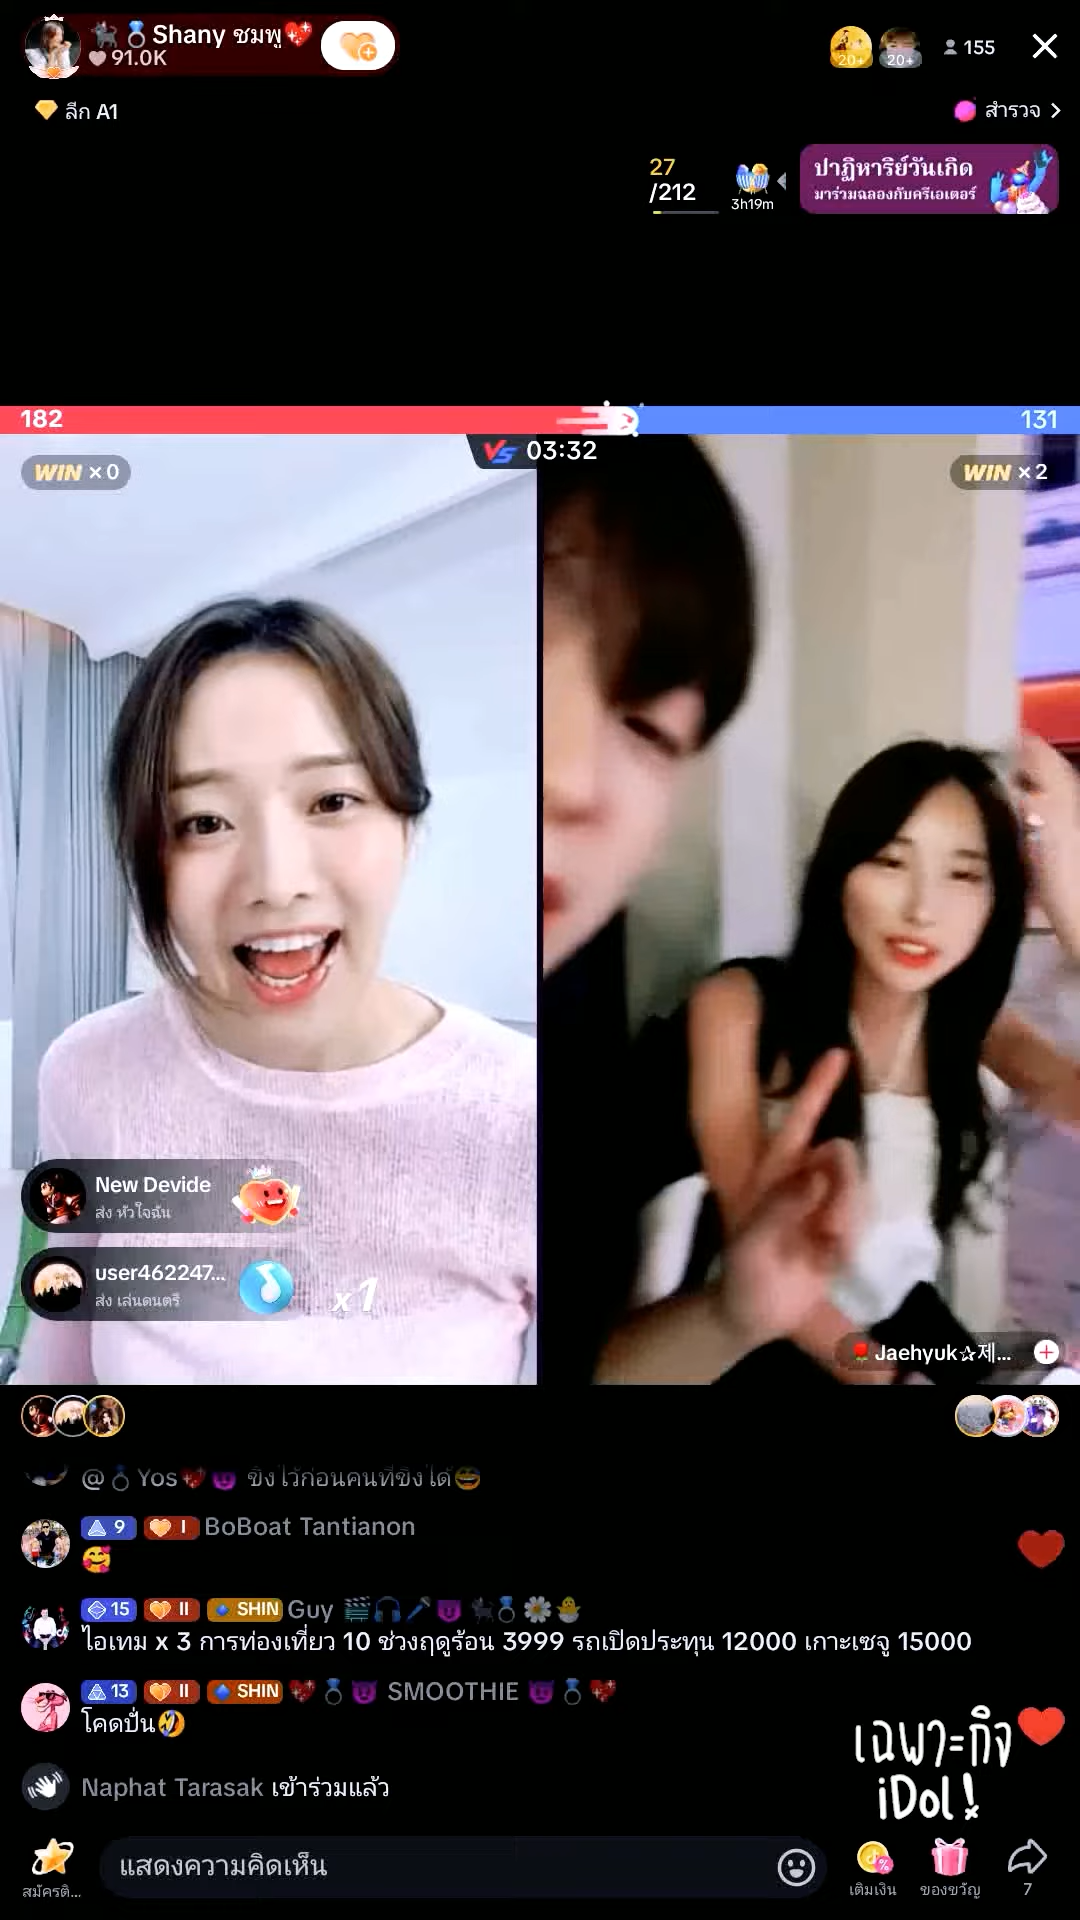 Shany ชมพู
91.0K
20+
20+
155
ลีก A1
สำรวจ
27
/212
3h19m
ปาฏิหาริย์วันเกิด
มาร่วมฉลองกับครีเอเตอร์
182
131
VS 03:32
WIN × 0
WIN × 2
New Devide
ส่ง หัวใจฉัน
user462247...
ส่ง เล่นดนตรี
x1
Jaehyuk☆제...
@💍Yos💖😈 ขิงไว้ก่อนคนที่ขิงได้😆
9 I BoBoat Tantianon
🥰
15 II SHIN Guy 🎬🎧🎤😈🐈‍⬛💍🌼🐣
ไอเทม x 3 การท่องเที่ยว 10 ช่วงฤดูร้อน 3999 รถเปิดประทุน 12000 เกาะเซจู 15000
13 II SHIN 💖💍😈 SMOOTHIE 😈💍💖
โคดปั่น🤣
Naphat Tarasak เข้าร่วมแล้ว
เฉพาะกิจ
iDol!
สมัครติ...
แสดงความคิดเห็น
เติมเงิน
ของขวัญ
7